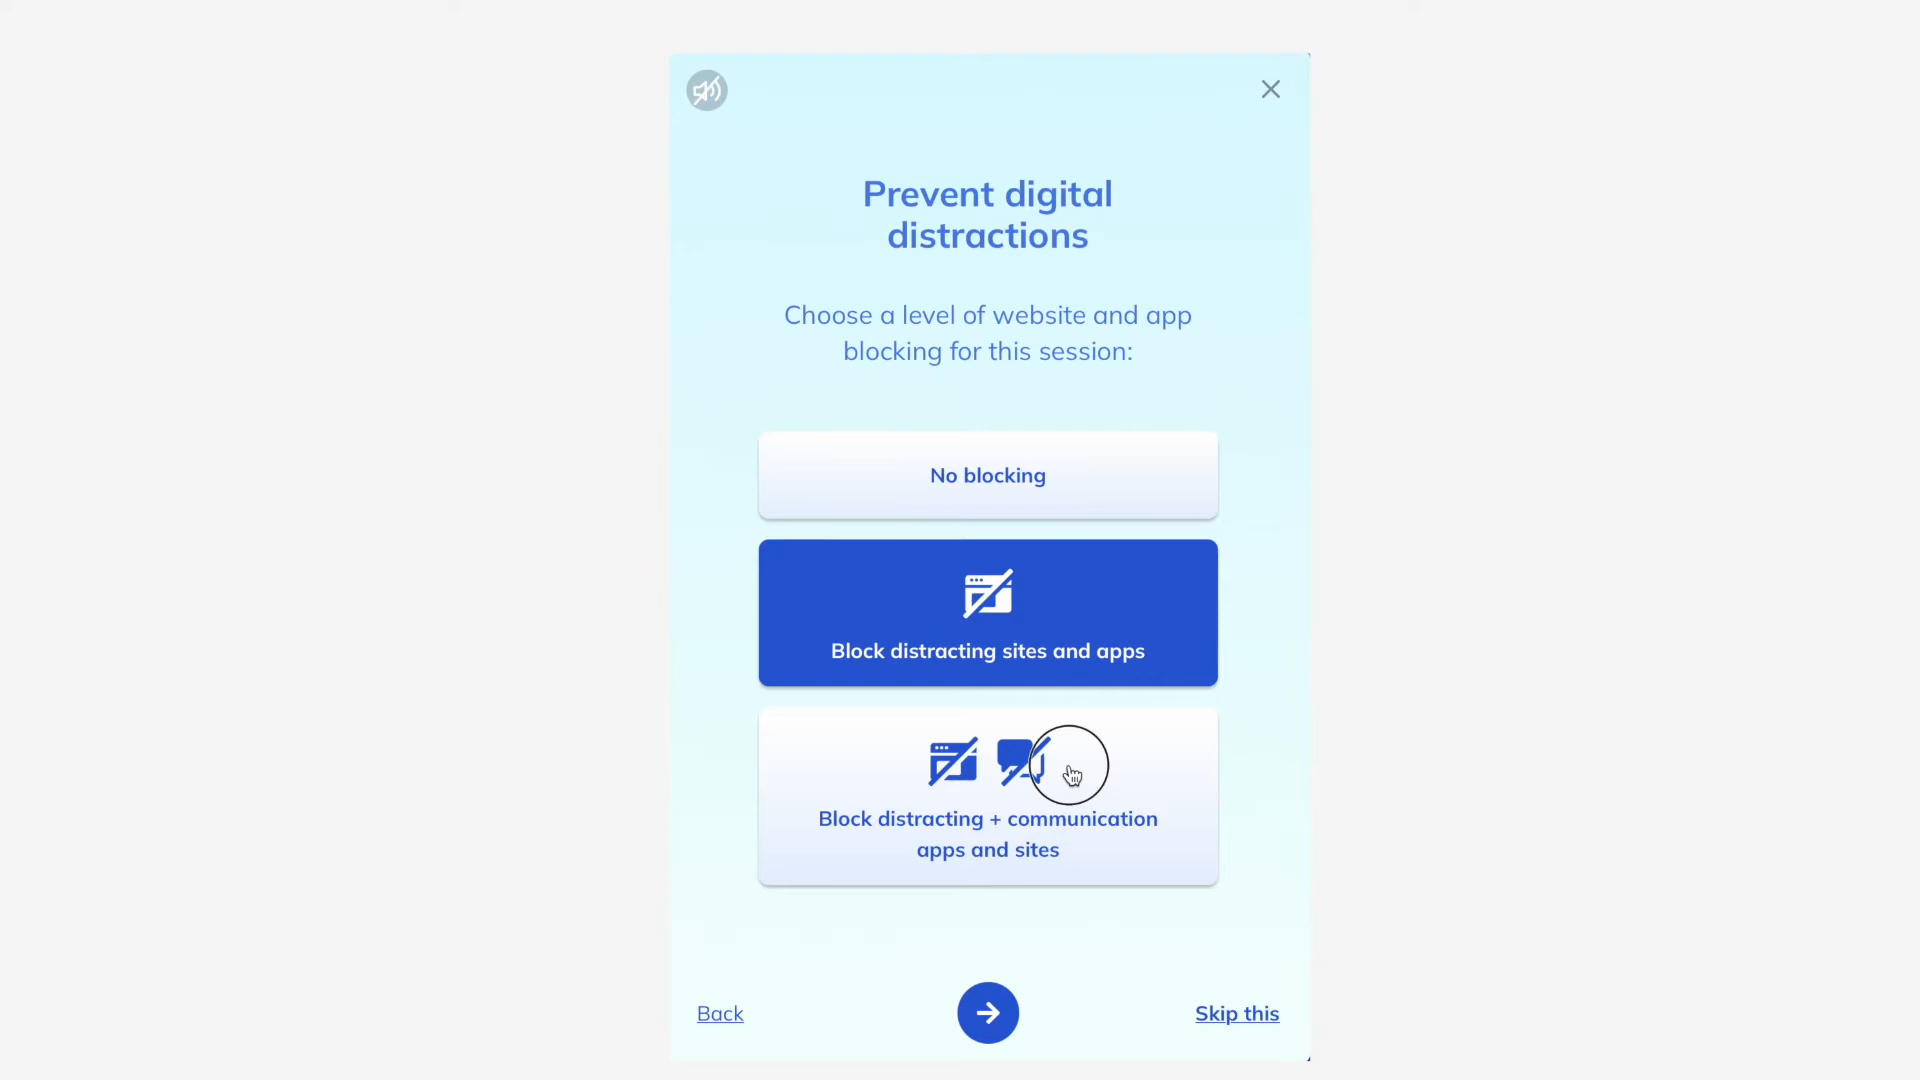 Prevent digital
distractions
Choose a level of website and app
blocking for this session:
No blocking
Block distracting sites and apps
Block distracting + communication
apps and sites
Back
Skip this